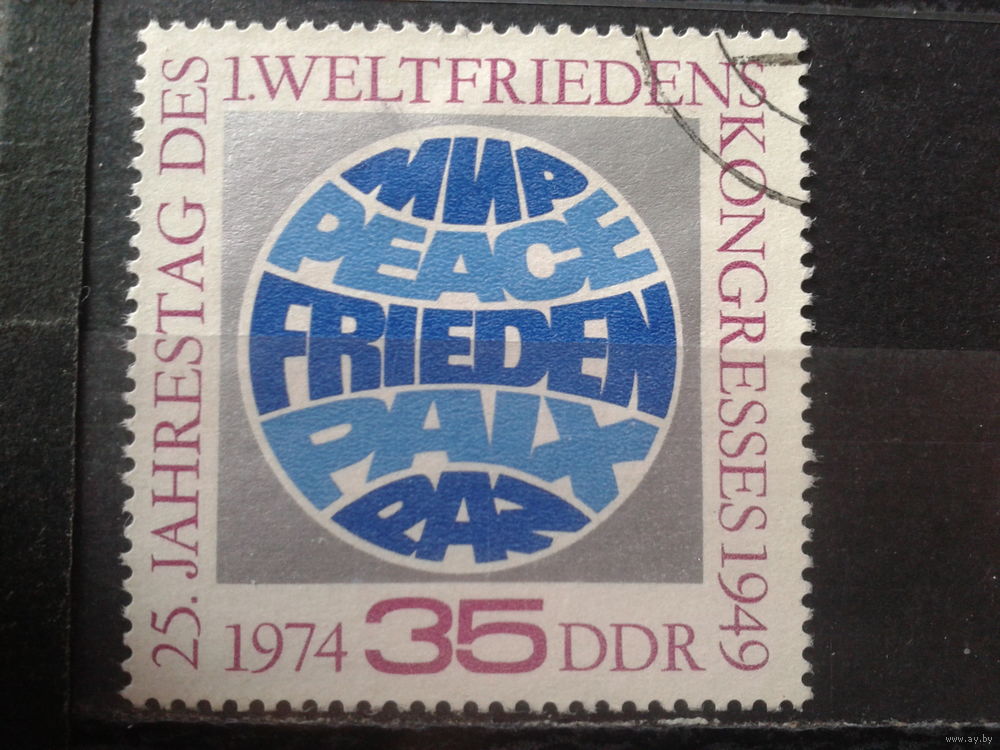 25. JAHRESTAG DES
1. WELTFRIEDENS
KONGRESSES 1949
МИР
PEACE
FRIEDEN
PAIX
PAZ
1974 35 DDR
www.ay.by